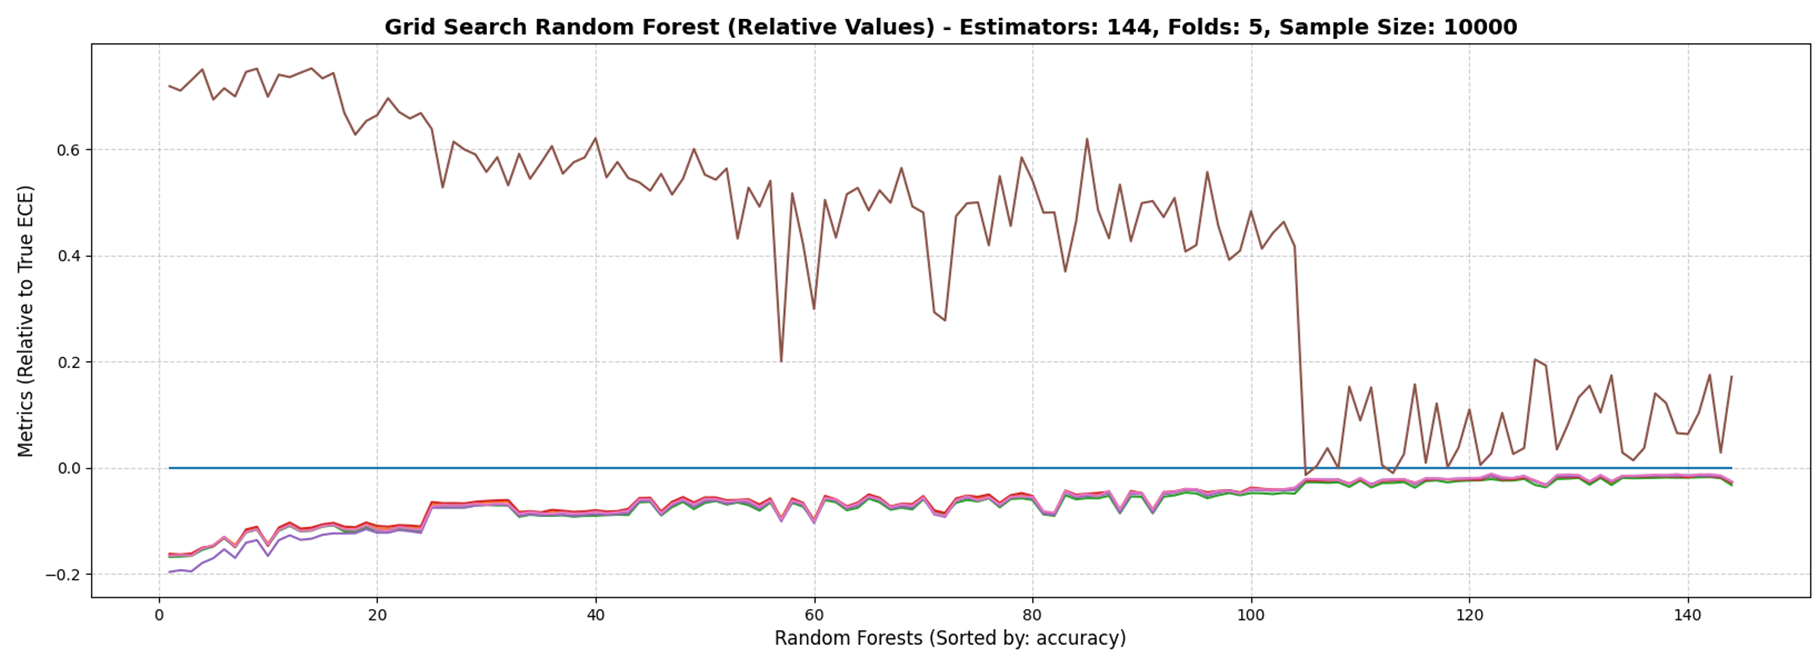 Grid Search Random Forest (Relative Values) - Estimators: 144, Folds: 5, Sample Size: 10000
Metrics (Relative to True ECE)
0.6
0.4
0.2
0.0
−0.2
0 20 40 60 80 100 120 140
Random Forests (Sorted by: accuracy)